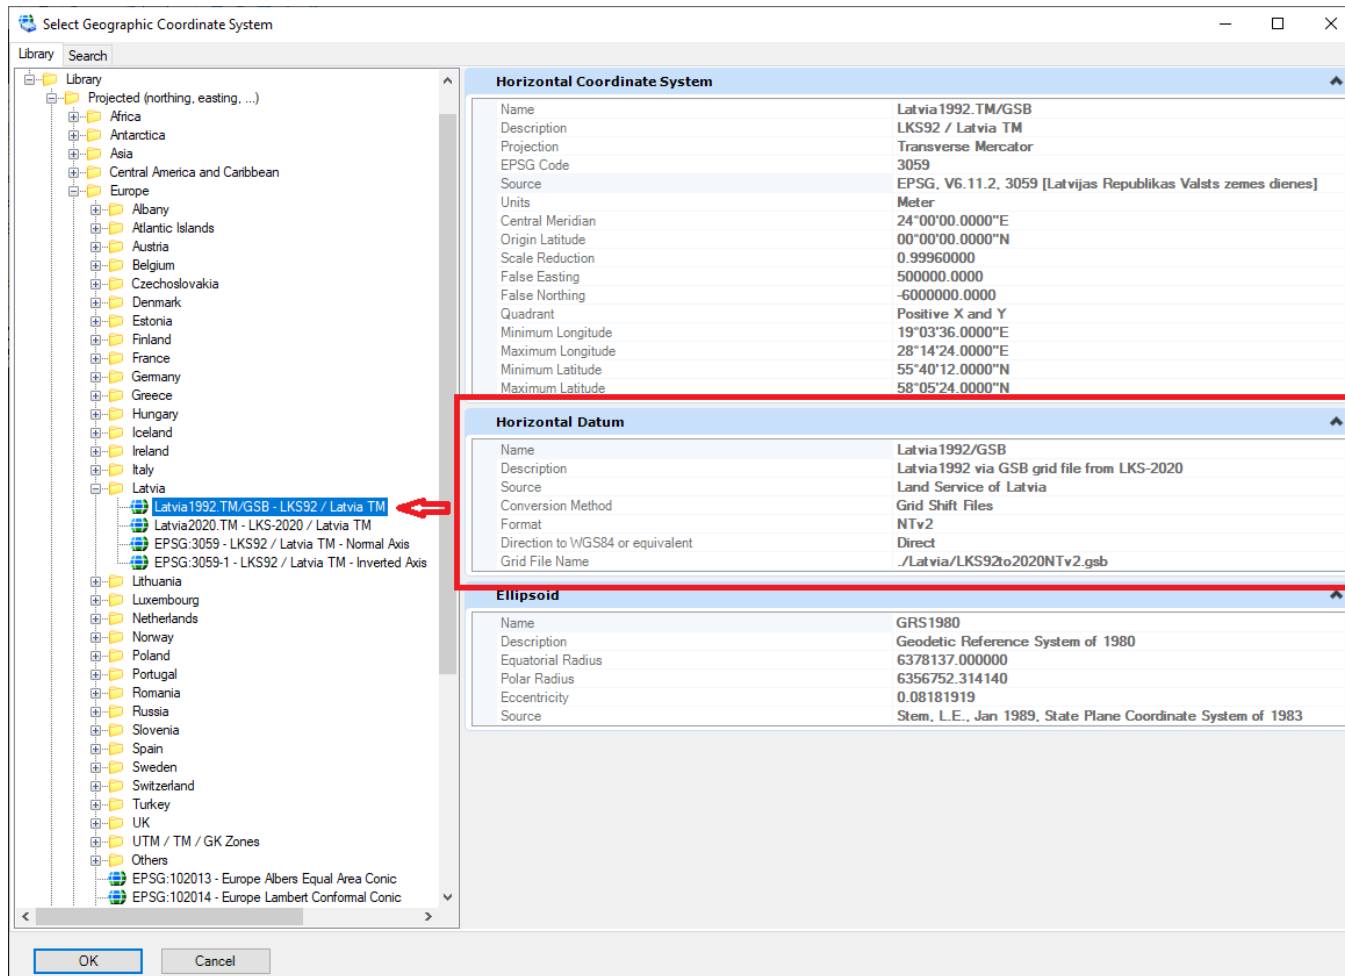 Select Geographic Coordinate System
Library Search
Library
Projected (northing, easting, ...)
Africa
Antarctica
Asia
Central America and Caribbean
Europe
Albany
Atlantic Islands
Austria
Belgium
Czechoslovakia
Denmark
Estonia
Finland
France
Germany
Greece
Hungary
Iceland
Ireland
Italy
Latvia
Latvia1992.TM/GSB - LKS92 / Latvia TM
Latvia2020.TM - LKS-2020 / Latvia TM
EPSG:3059 - LKS92 / Latvia TM - Normal Axis
EPSG:3059-1 - LKS92 / Latvia TM - Inverted Axis
Lithuania
Luxembourg
Netherlands
Norway
Poland
Portugal
Romania
Russia
Slovenia
Spain
Sweden
Switzerland
Turkey
UK
UTM / TM / GK Zones
Others
EPSG:102013 - Europe Albers Equal Area Conic
EPSG:102014 - Europe Lambert Conformal Conic
Horizontal Coordinate System
Name Latvia1992.TM/GSB
Description LKS92 / Latvia TM
Projection Transverse Mercator
EPSG Code 3059
Source EPSG, V6.11.2, 3059 [Latvijas Republikas Valsts zemes dienes]
Units Meter
Central Meridian 24°00'00.0000"E
Origin Latitude 00°00'00.0000"N
Scale Reduction 0.99960000
False Easting 500000.0000
False Northing -6000000.0000
Quadrant Positive X and Y
Minimum Longitude 19°03'36.0000"E
Maximum Longitude 28°14'24.0000"E
Minimum Latitude 55°40'12.0000"N
Maximum Latitude 58°05'24.0000"N
Horizontal Datum
Name Latvia1992/GSB
Description Latvia1992 via GSB grid file from LKS-2020
Source Land Service of Latvia
Conversion Method Grid Shift Files
Format NTv2
Direction to WGS84 or equivalent Direct
Grid File Name ./Latvia/LKS92to2020NTv2.gsb
Ellipsoid
Name GRS1980
Description Geodetic Reference System of 1980
Equatorial Radius 6378137.000000
Polar Radius 6356752.314140
Eccentricity 0.08181919
Source Stem, L.E., Jan 1989, State Plane Coordinate System of 1983
OK Cancel